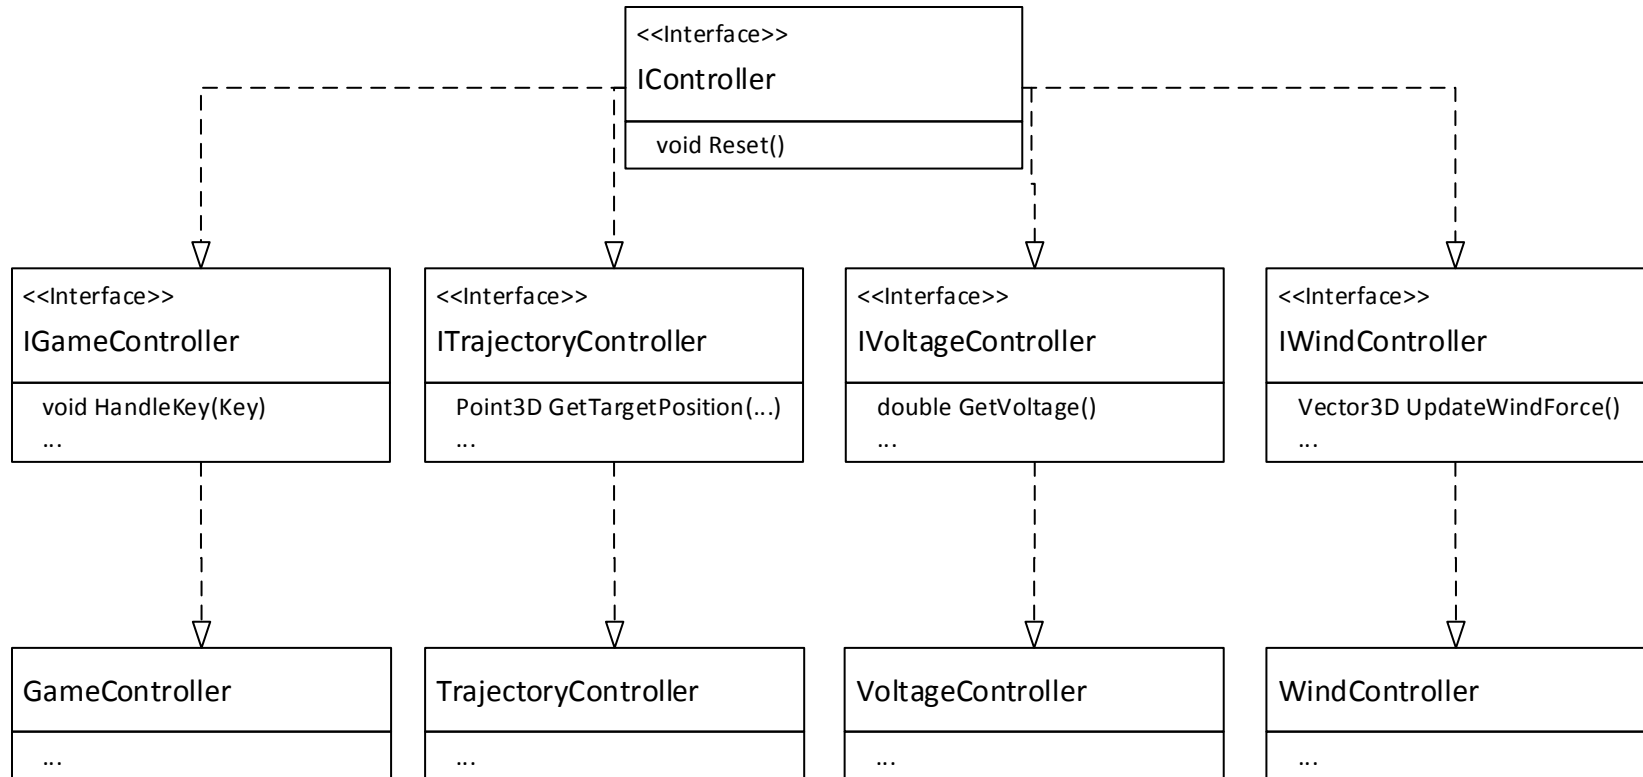 <<Interface>>
IController
void Reset()
<<Interface>>
IGameController
void HandleKey(Key)
...
<<Interface>>
ITrajectoryController
Point3D GetTargetPosition(...)
...
<<Interface>>
IVoltageController
double GetVoltage()
...
<<Interface>>
IWindController
Vector3D UpdateWindForce()
...
GameController
...
TrajectoryController
...
VoltageController
...
WindController
...